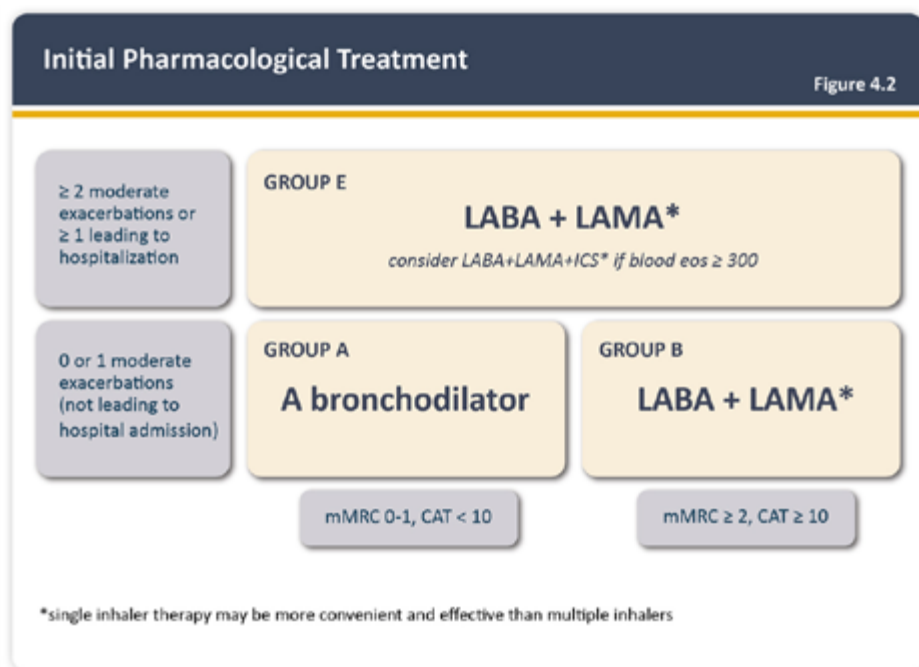 Initial Pharmacological Treatment
Figure 4.2
≥ 2 moderate
exacerbations or
≥ 1 leading to
hospitalization
GROUP E
LABA + LAMA*
consider LABA+LAMA+ICS* if blood eos ≥ 300
0 or 1 moderate
exacerbations
(not leading to
hospital admission)
GROUP A
A bronchodilator
GROUP B
LABA + LAMA*
mMRC 0-1, CAT < 10
mMRC ≥ 2, CAT ≥ 10
*single inhaler therapy may be more convenient and effective than multiple inhalers